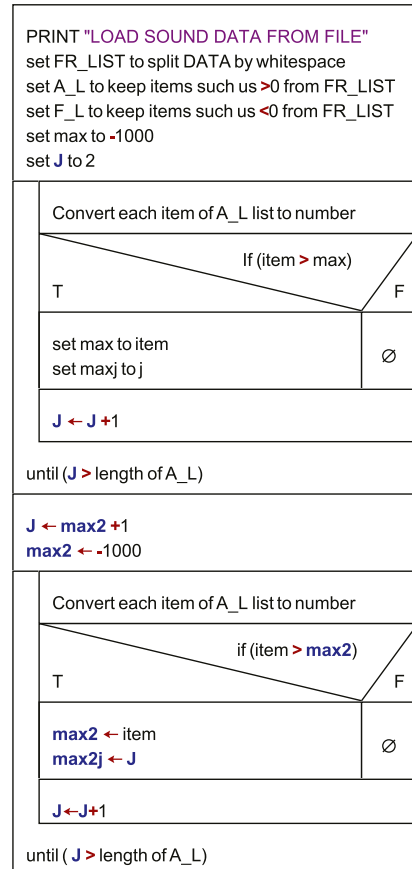 PRINT "LOAD SOUND DATA FROM FILE"
set FR_LIST to split DATA by whitespace
set A_L to keep items such us >0 from FR_LIST
set F_L to keep items such us <0 from FR_LIST
set max to -1000
set J to 2
Convert each item of A_L list to number
If (item > max)
T F
set max to item ∅
set maxj to j
J ← J +1
until (J > length of A_L)
J ← max2 +1
max2 ← -1000
Convert each item of A_L list to number
if (item > max2)
T F
max2 ← item ∅
max2j ← J
J←J+1
until ( J > length of A_L)